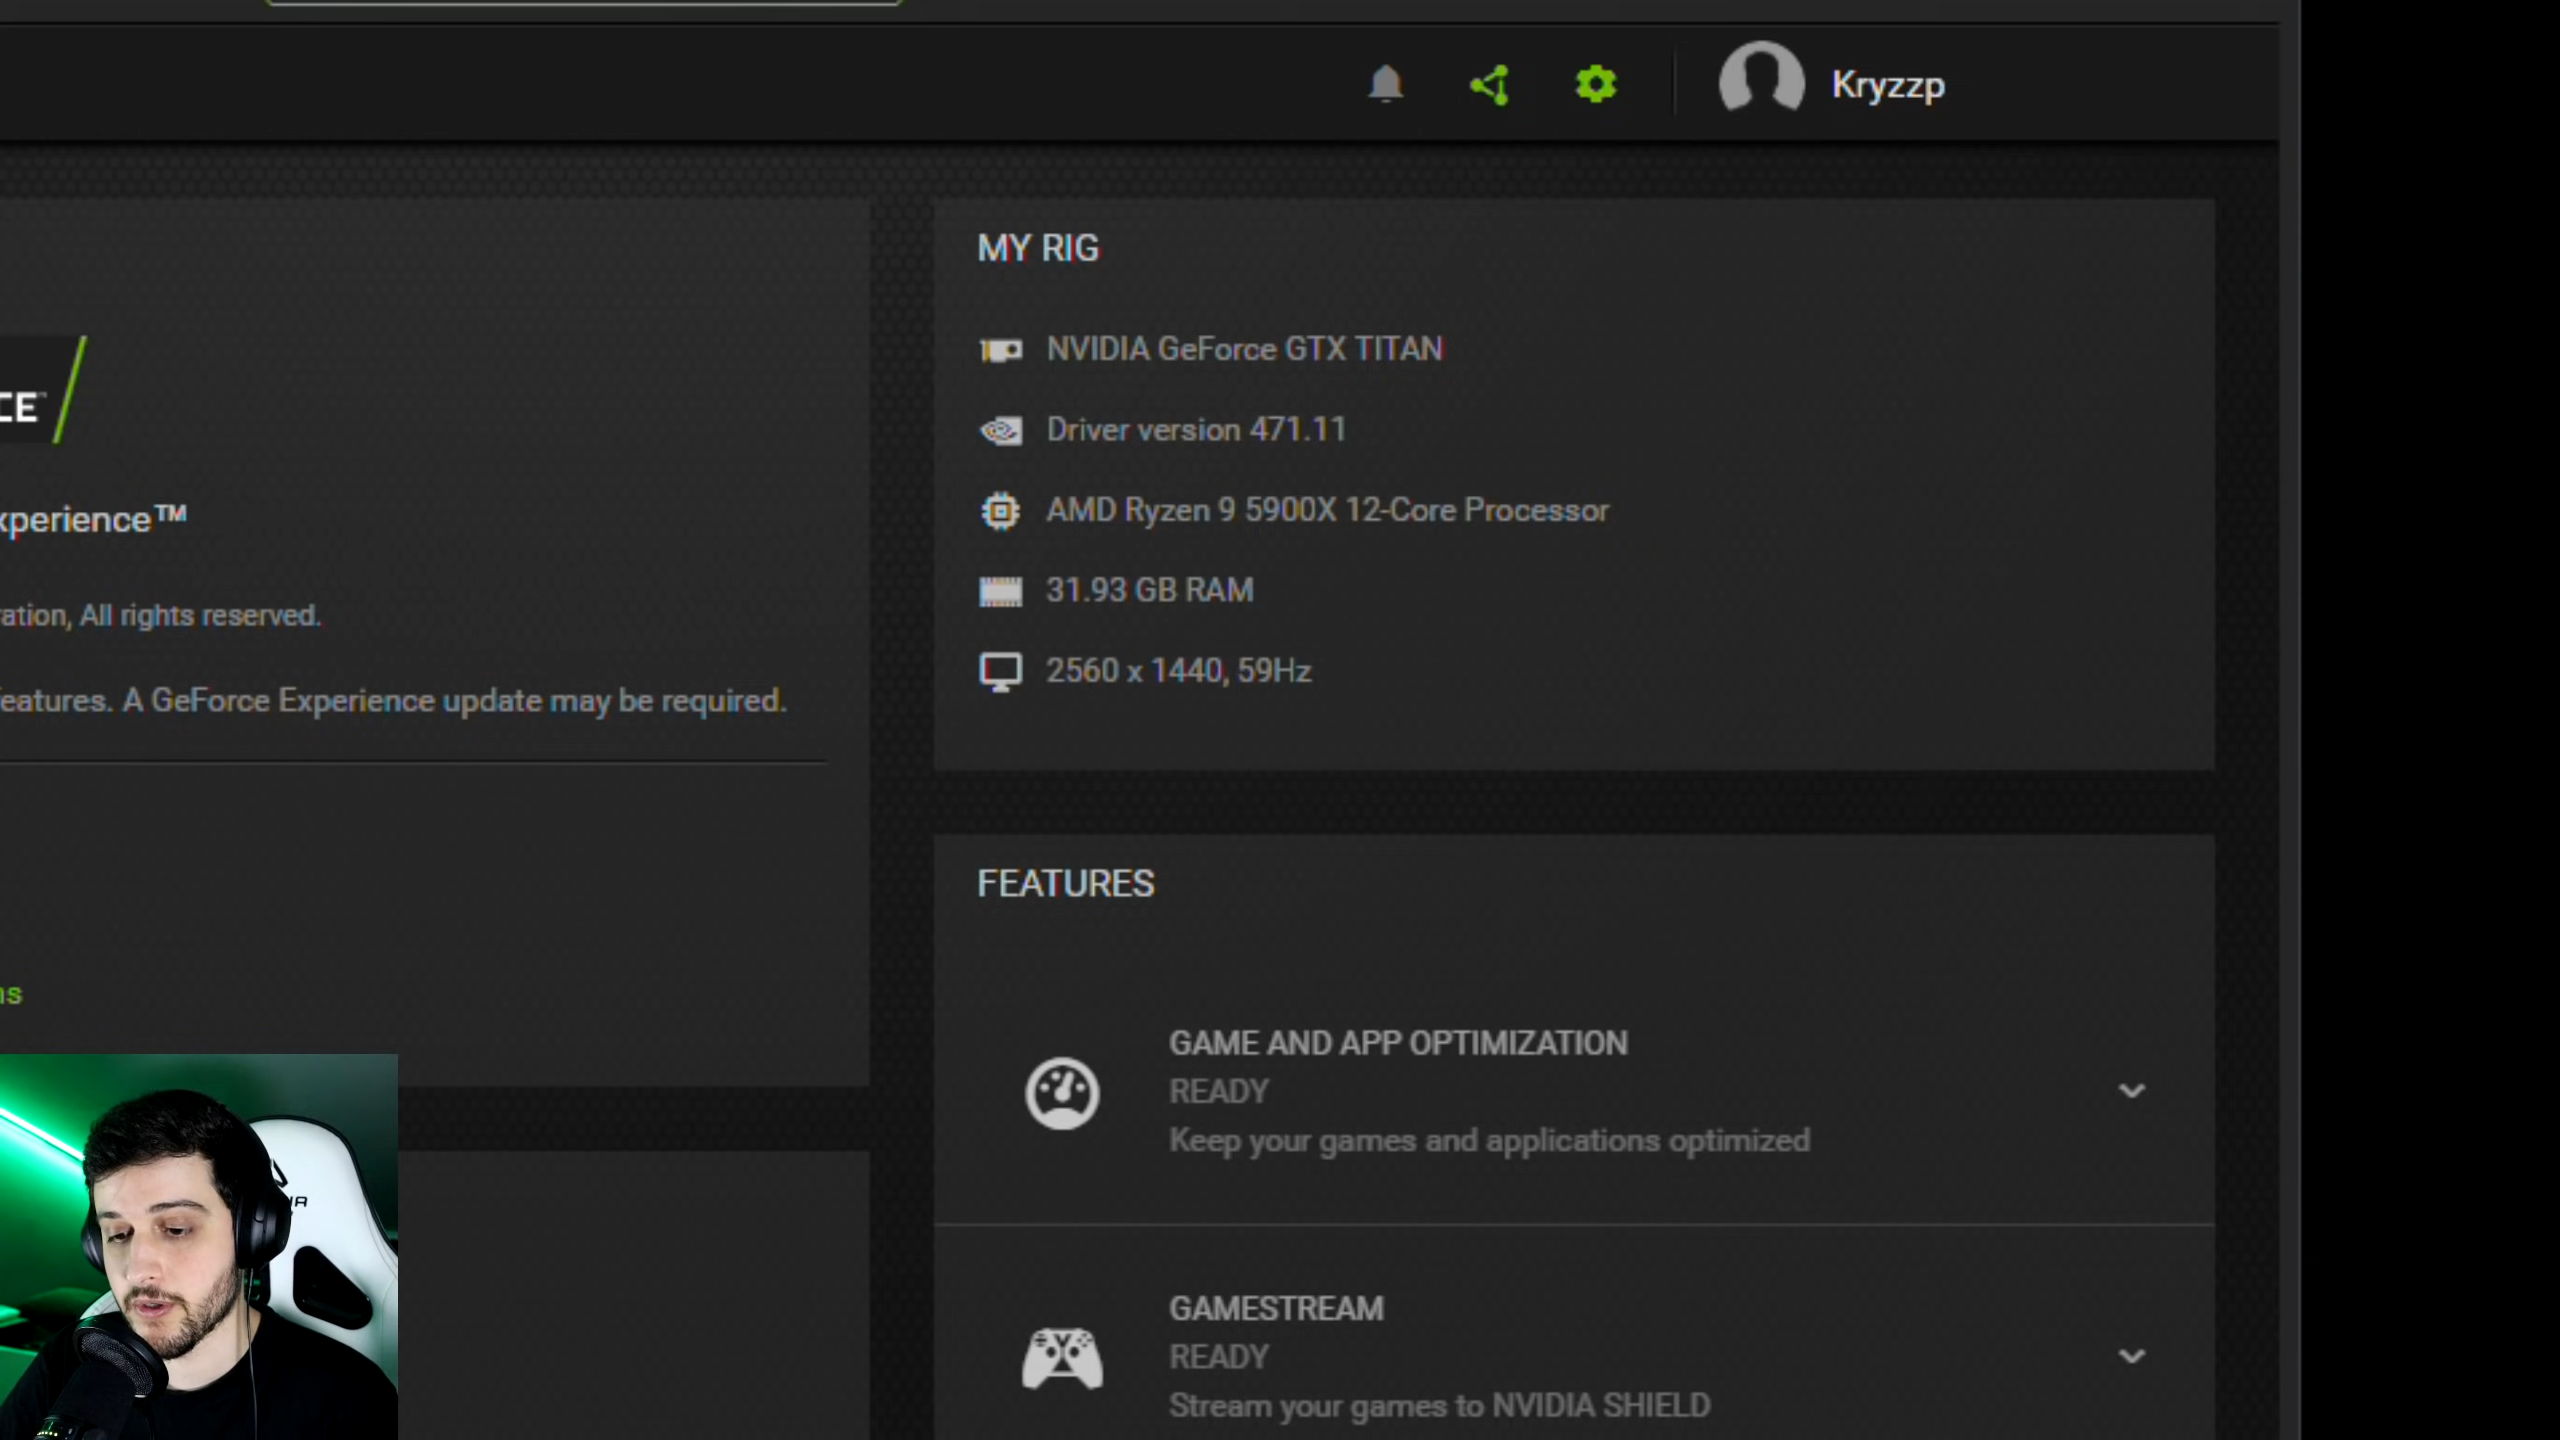 Kryzzp
MY RIG
NVIDIA GeForce GTX TITAN
Driver version 471.11
AMD Ryzen 9 5900X 12-Core Processor
31.93 GB RAM
2560 x 1440, 59Hz
CE
xperience™
ration, All rights reserved.
features. A GeForce Experience update may be required.
ns
FEATURES
GAME AND APP OPTIMIZATION
READY
Keep your games and applications optimized
GAMESTREAM
READY
Stream your games to NVIDIA SHIELD